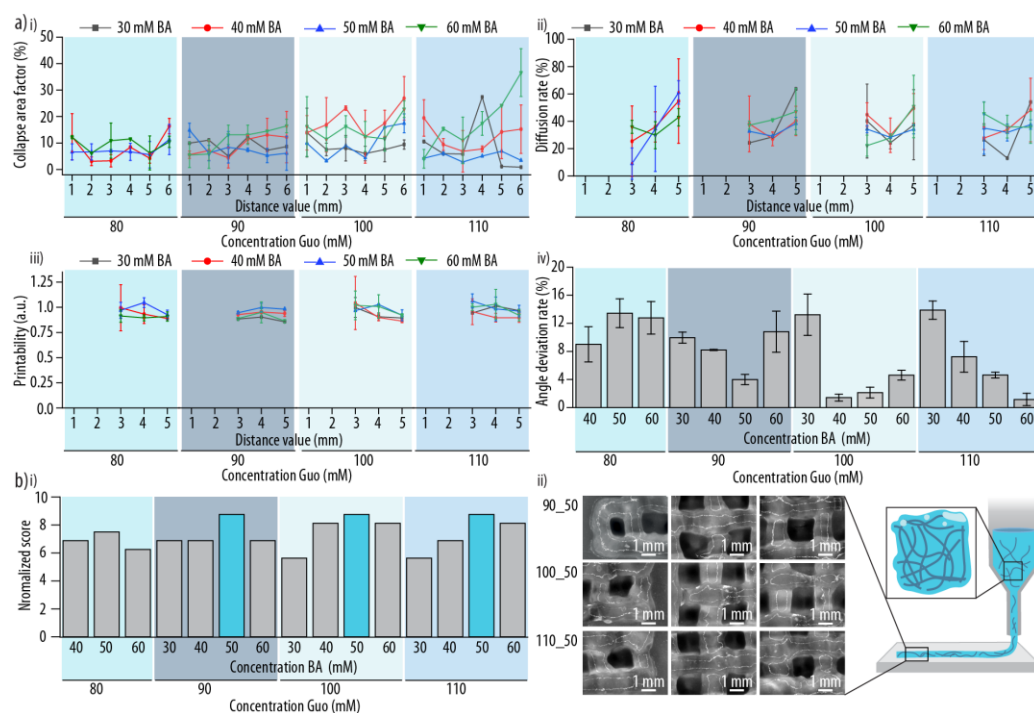 a) i)
30 mM BA 40 mM BA 50 mM BA 60 mM BA
Collapse area factor (%)
50
40
30
20
10
0
1 2 3 4 5 6 1 2 3 4 5 6 1 2 3 4 5 6 1 2 3 4 5 6
Distance value (mm)
80 90 100 110
Concentration Guo (mM)
ii)
30 mM BA 40 mM BA 50 mM BA 60 mM BA
Diffusion rate (%)
100
80
60
40
20
0
1 2 3 4 5 1 2 3 4 5 1 2 3 4 5 1 2 3 4 5
Distance value (mm)
80 90 100 110
Concentration Guo (mM)
iii)
30 mM BA 40 mM BA 50 mM BA 60 mM BA
Printability (a.u.)
1.25
1.0
0.75
0.50
0.25
0.0
1 2 3 4 5 1 2 3 4 5 1 2 3 4 5 1 2 3 4 5
Distance value (mm)
80 90 100 110
Concentration Guo (mM)
iv)
Angle deviation rate (%)
20
16
12
8
4
0
40 50 60 30 40 50 60 30 40 50 60 30 40 50 60
Concentration BA (mM)
80 90 100 110
Concentration Guo (mM)
b) i)
Nromalized score
10
8
6
4
2
0
40 50 60 30 40 50 60 30 40 50 60 30 40 50 60
Concentration BA (mM)
80 90 100 110
Concentration Guo (mM)
ii)
90_50
1 mm 1 mm 1 mm
100_50
1 mm 1 mm 1 mm
110_50
1 mm 1 mm 1 mm